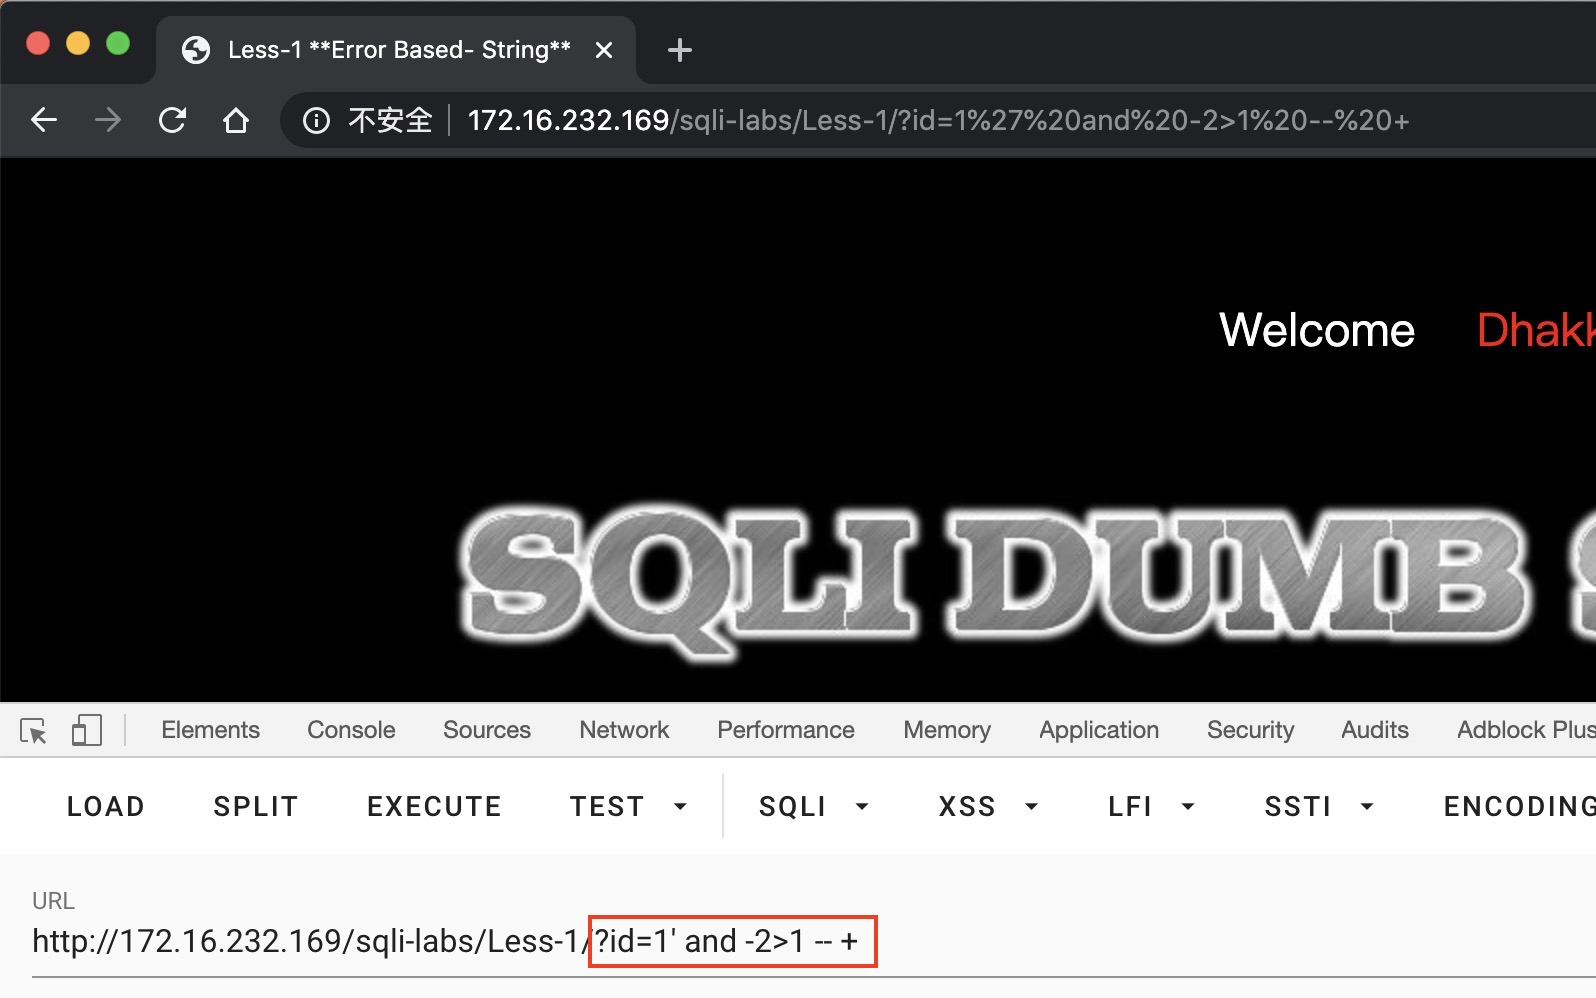 Less-1 **Error Based- String**
不安全 172.16.232.169/sqli-labs/Less-1/?id=1%27%20and%20-2>1%20--%20+
Welcome Dhakk
SQLI DUMB S
Elements Console Sources Network Performance Memory Application Security Audits Adblock Plus
LOAD SPLIT EXECUTE TEST SQLI XSS LFI SSTI ENCODING
URL
http://172.16.232.169/sqli-labs/Less-1/?id=1' and -2>1 -- +